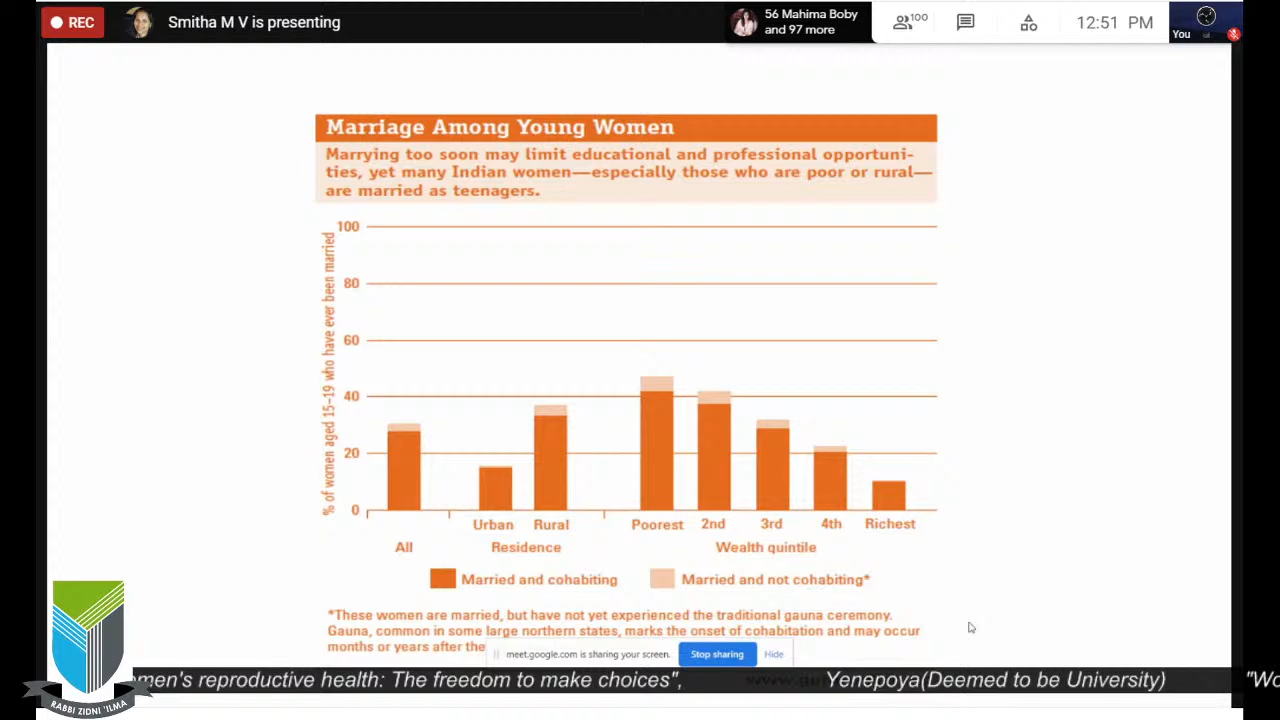 REC
Smitha M V is presenting
56 Mahima Boby
and 97 more
100
12:51 PM
You
Marriage Among Young Women
Marrying too soon may limit educational and professional opportuni-
ties, yet many Indian women—especially those who are poor or rural—
are married as teenagers.
% of women aged 15–19 who have ever been married
100
80
60
40
20
0
Urban Rural Poorest 2nd 3rd 4th Richest
All Residence Wealth quintile
Married and cohabiting Married and not cohabiting*
*These women are married, but have not yet experienced the traditional gauna ceremony.
Gauna, common in some large northern states, marks the onset of cohabitation and may occur
months or years after the
meet.google.com is sharing your screen. Stop sharing Hide
men's reproductive health: The freedom to make choices", Yenepoya(Deemed to be University) "Wo
RABBI ZIDNI 'ILMA